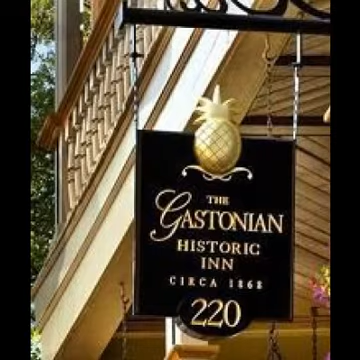 THE
GASTONIAN
HISTORIC
INN
CIRCA 1868
220